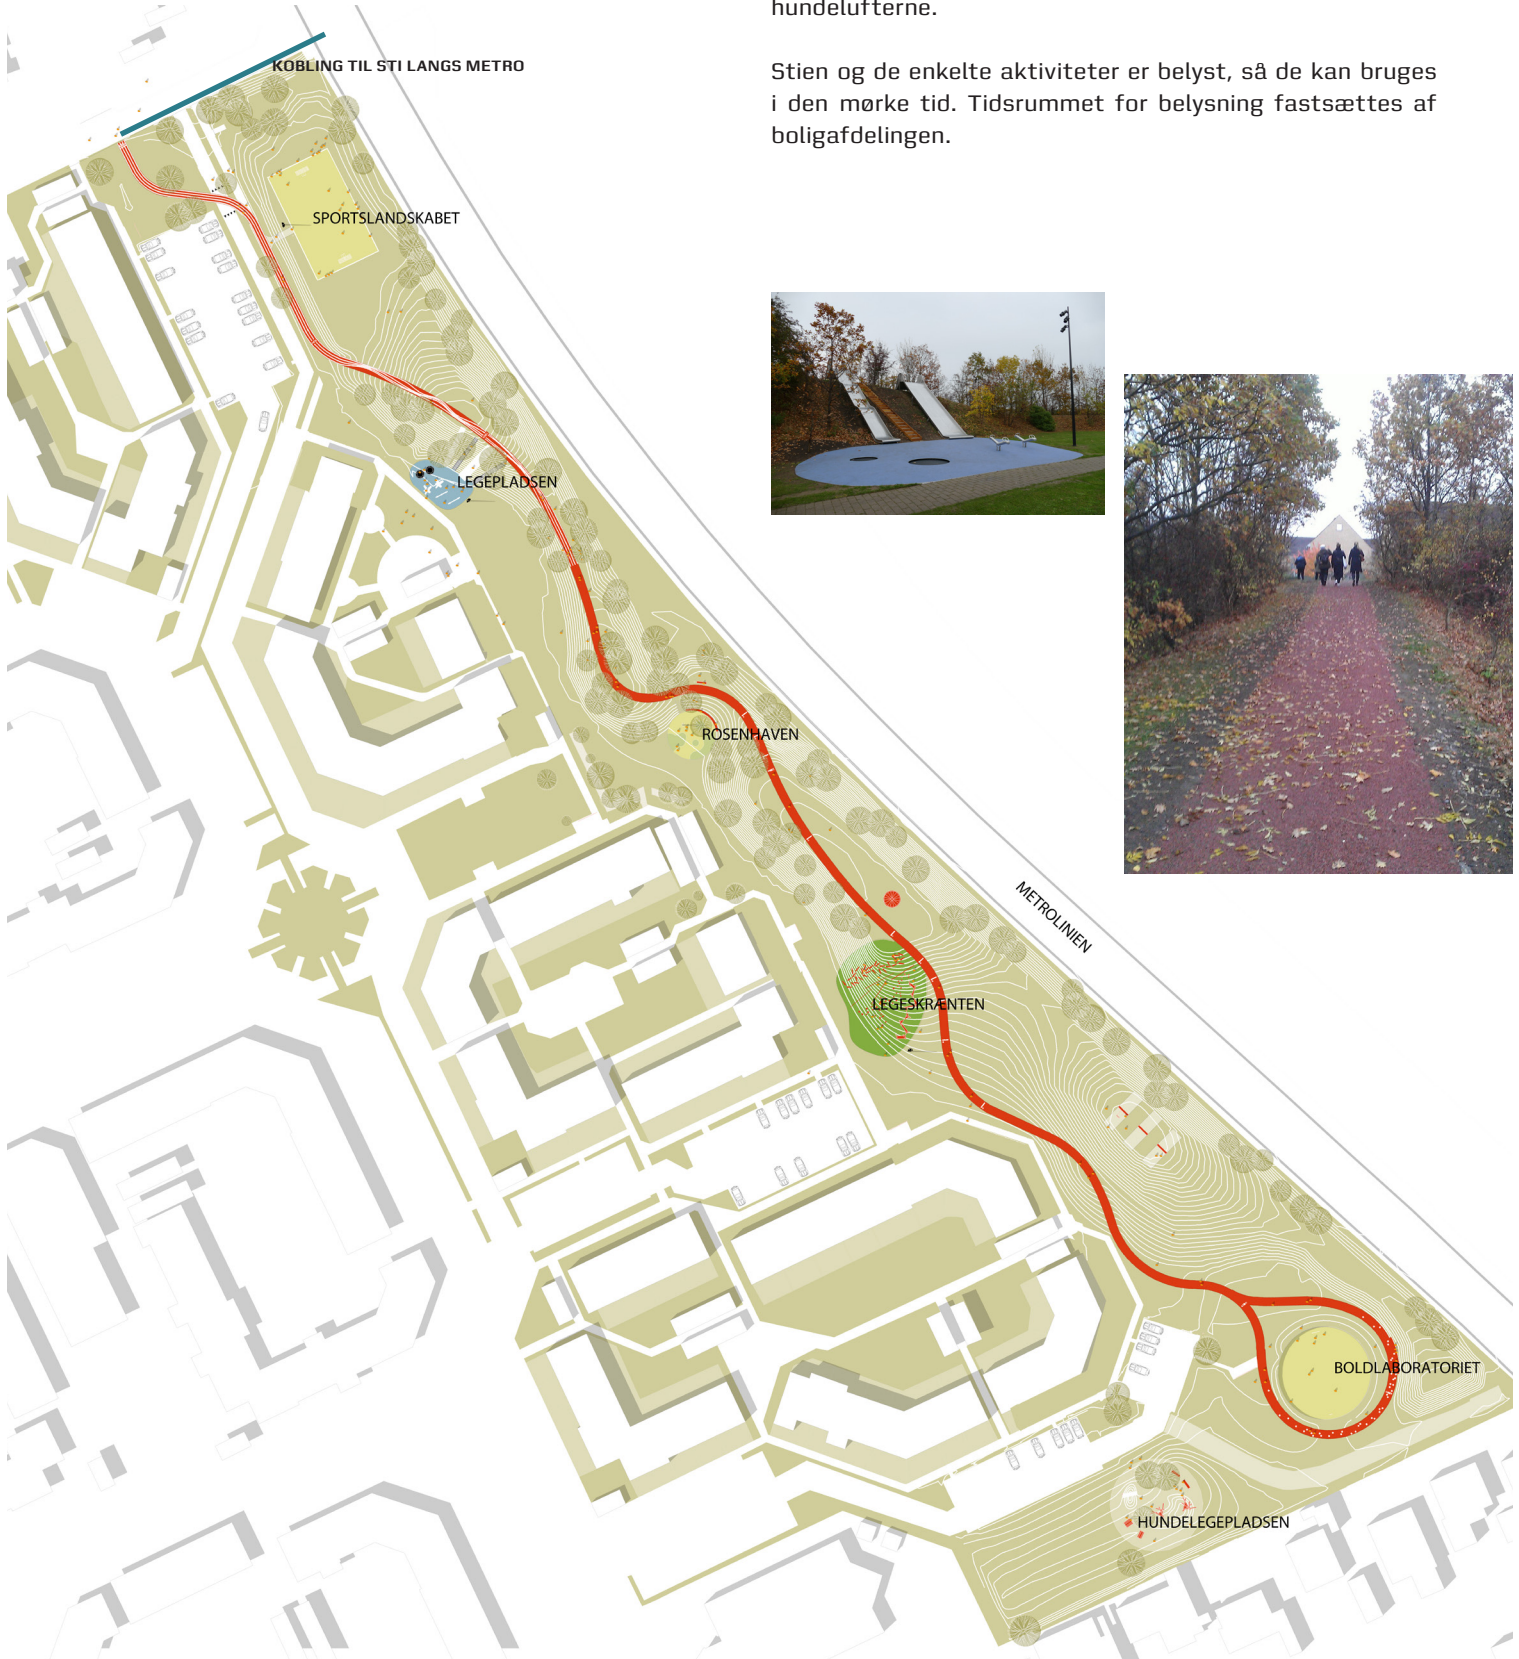 hundelufterne.
Stien og de enkelte aktiviteter er belyst, så de kan bruges
i den mørke tid. Tidsrummet for belysning fastsættes af
boligafdelingen.
KOBLING TIL STI LANGS METRO
SPORTSLANDSKABET
LEGEPLADSEN
ROSENHAVEN
METROLINIEN
LEGESKRÆNTEN
BOLDLABORATORIET
HUNDELEGEPLADSEN